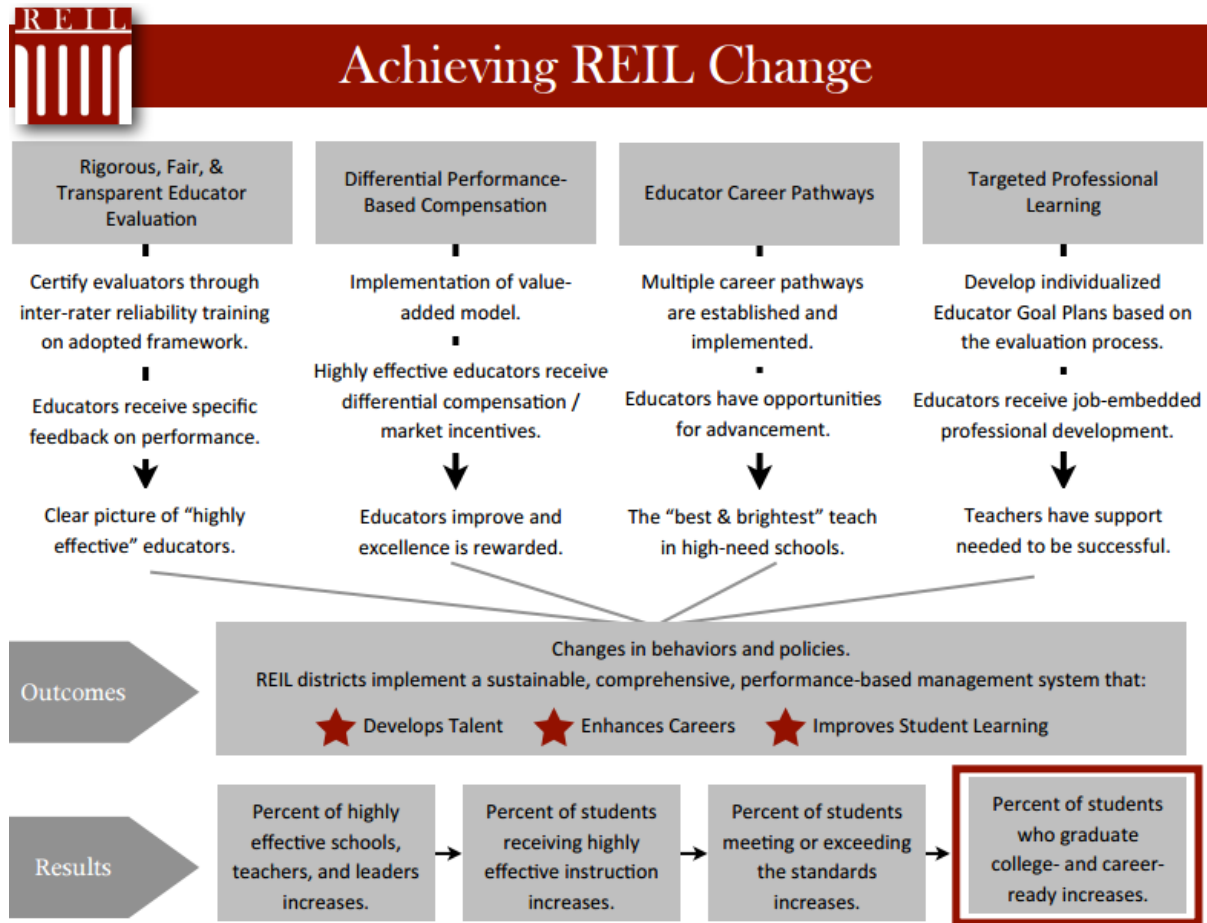 REIL
Achieving REIL Change
Rigorous, Fair, &
Transparent Educator
Evaluation
Certify evaluators through
inter-rater reliability training
on adopted framework.
Educators receive specific
feedback on performance.
Clear picture of “highly
effective” educators.
Differential Performance-
Based Compensation
Implementation of value-
added model.
Highly effective educators receive
differential compensation /
market incentives.
Educators improve and
excellence is rewarded.
Educator Career Pathways
Multiple career pathways
are established and
implemented.
Educators have opportunities
for advancement.
The “best & brightest” teach
in high-need schools.
Targeted Professional
Learning
Develop individualized
Educator Goal Plans based on
the evaluation process.
Educators receive job-embedded
professional development.
Teachers have support
needed to be successful.
Outcomes
Changes in behaviors and policies.
REIL districts implement a sustainable, comprehensive, performance-based management system that:
Develops Talent
Enhances Careers
Improves Student Learning
Results
Percent of highly
effective schools,
teachers, and leaders
increases.
Percent of students
receiving highly
effective instruction
increases.
Percent of students
meeting or exceeding
the standards
increases.
Percent of students
who graduate
college- and career-
ready increases.